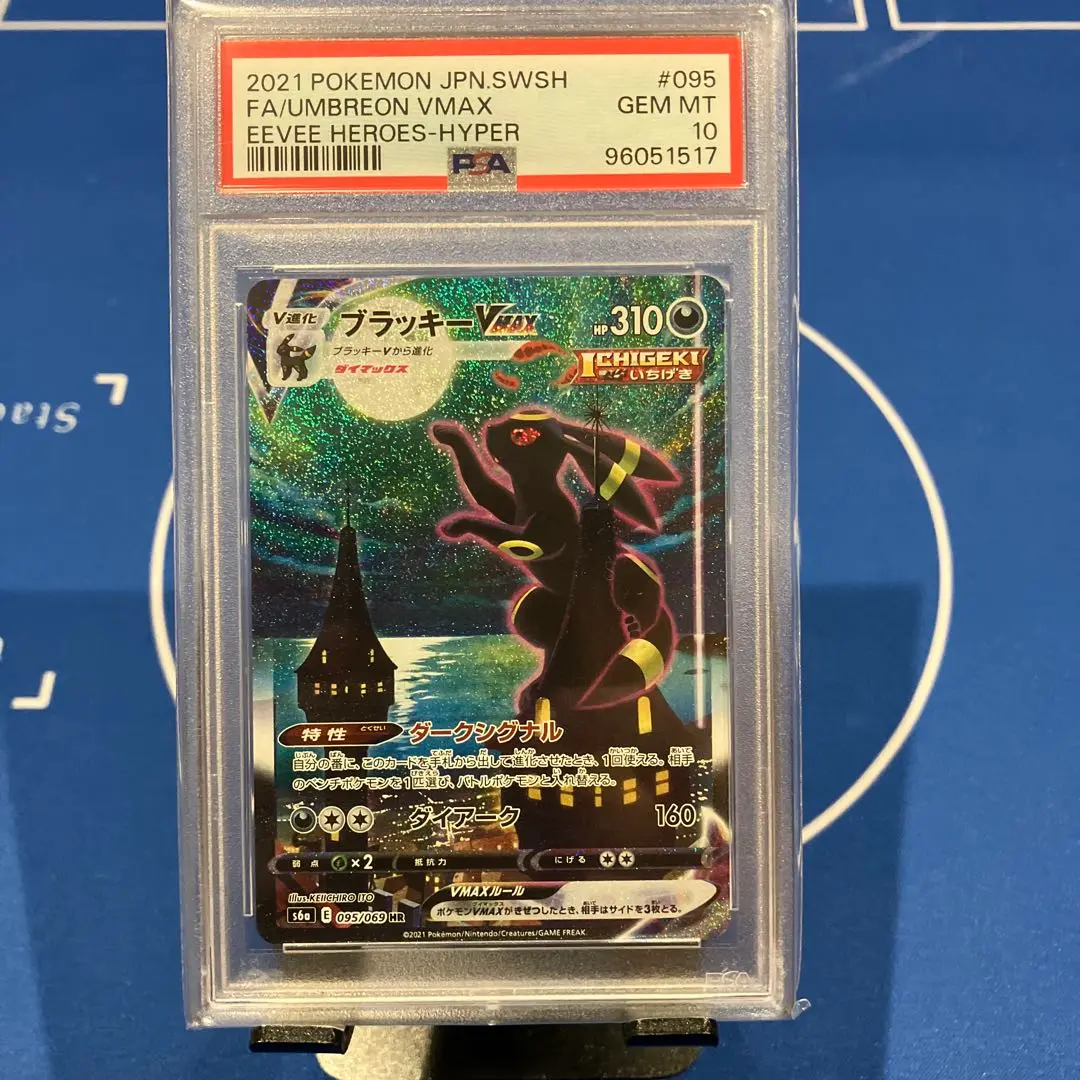 2021 POKEMON JPN.SWSH #095
FA/UMBREON VMAX GEM MT
EEVEE HEROES-HYPER 10
PSA 96051517
V進化 ブラッキーVMAX HP310
ブラッキーVから進化
ダイマックス
ICHIGEKI
いちげき
Sta
特性 とくせい ダークシグナル
自分の番に、このカードを手札から出して進化させたとき、1回使える。相手
のベンチポケモンを1匹選び、バトルポケモンと入れ替える。
ダイアーク 160
弱点 ×2 抵抗力 にげる
VMAXルール
ポケモンVMAXがきぜつしたとき、相手はサイドを3枚とる。
Illus. KEIICHIRO ITO
s6a E 095/069 HR
©2021 Pokémon/Nintendo/Creatures/GAME FREAK.
PSA